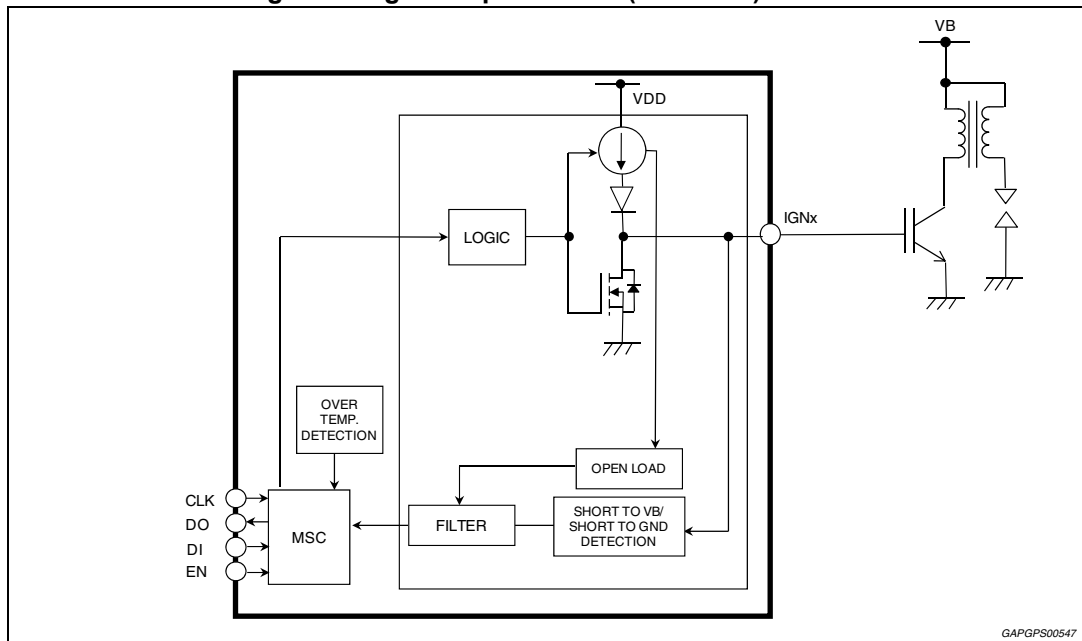 VB
VDD
IGNx
LOGIC
OVER
TEMP.
DETECTION
OPEN LOAD
CLK
DO
DI
EN
MSC
FILTER
SHORT TO VB/
SHORT TO GND
DETECTION
GAPGPS00547